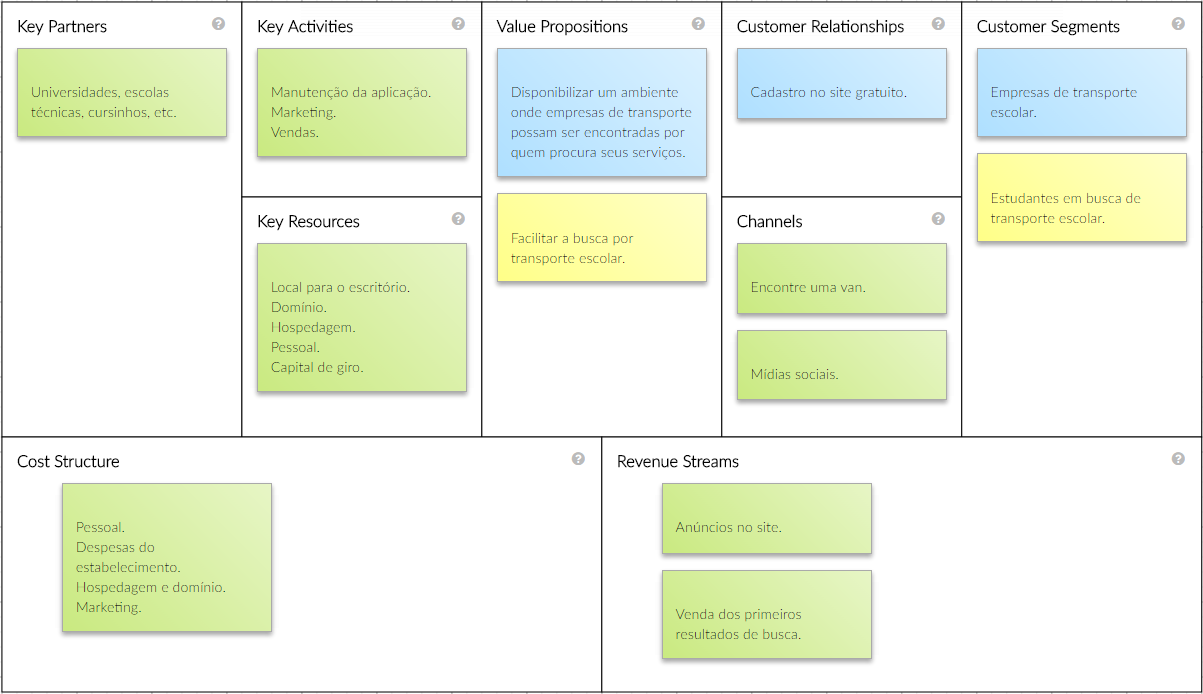 Key Partners
Universidades, escolas
técnicas, cursinhos, etc.
Key Activities
Manutenção da aplicação.
Marketing.
Vendas.
Key Resources
Local para o escritório.
Domínio.
Hospedagem.
Pessoal.
Capital de giro.
Value Propositions
Disponibilizar um ambiente
onde empresas de transporte
possam ser encontradas por
quem procura seus serviços.
Facilitar a busca por
transporte escolar.
Customer Relationships
Cadastro no site gratuito.
Channels
Encontre uma van.
Mídias sociais.
Customer Segments
Empresas de transporte
escolar.
Estudantes em busca de
transporte escolar.
Cost Structure
Pessoal.
Despesas do
estabelecimento.
Hospedagem e domínio.
Marketing.
Revenue Streams
Anúncios no site.
Venda dos primeiros
resultados de busca.